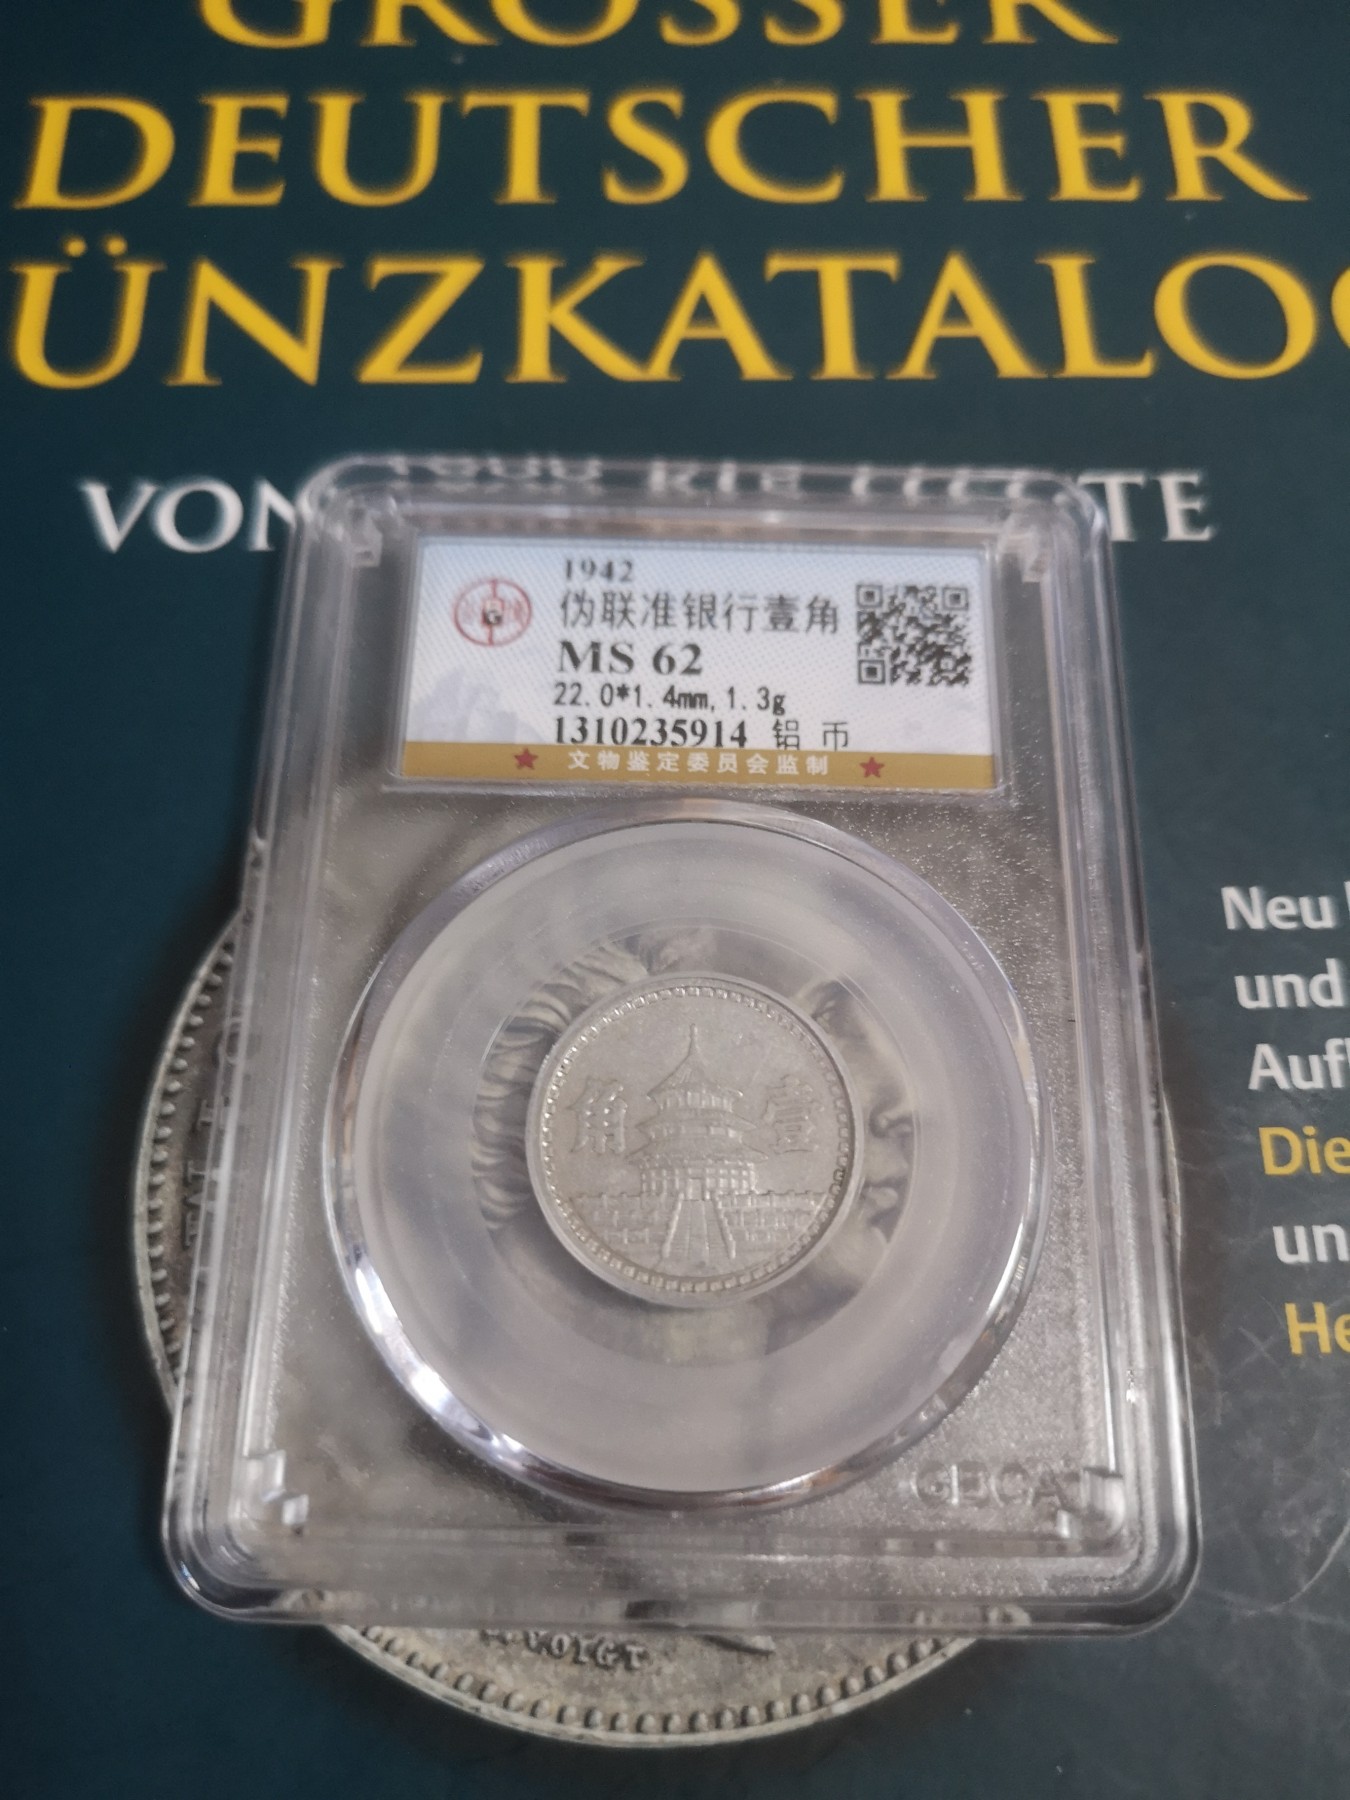 GROSSER
DEUTSCHER
ÜNZKATALO
VON
TE
1942
伪联准银行壹角
MS 62
22.0*1.4mm,1.3g
1310235914 铝 币
★ 文物鉴定委员会监制 ★
Neu
und
Aufl
Die
un
He
角 壹
GBCA
VOIGT